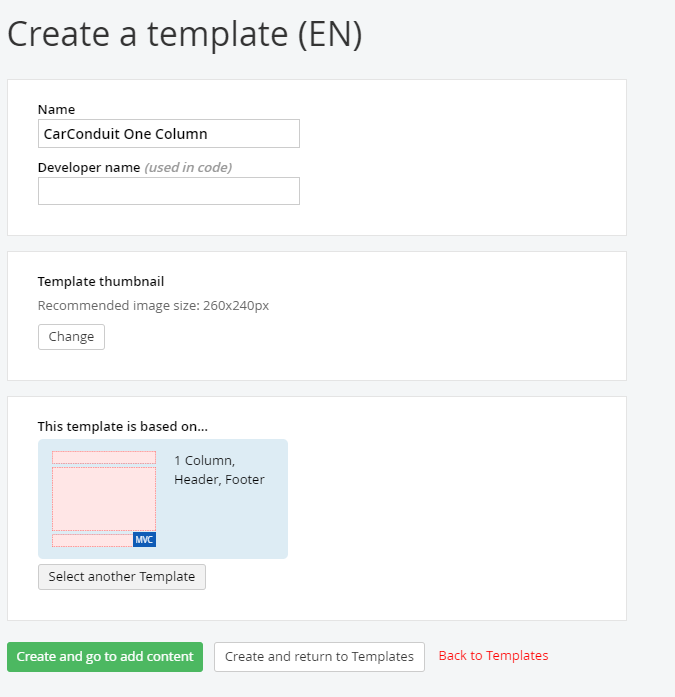 Create a template (EN)
Name
CarConduit One Column
Developer name (used in code)
Template thumbnail
Recommended image size: 260x240px
Change
This template is based on...
1 Column,
Header, Footer
MVC
Select another Template
Create and go to add content
Create and return to Templates
Back to Templates